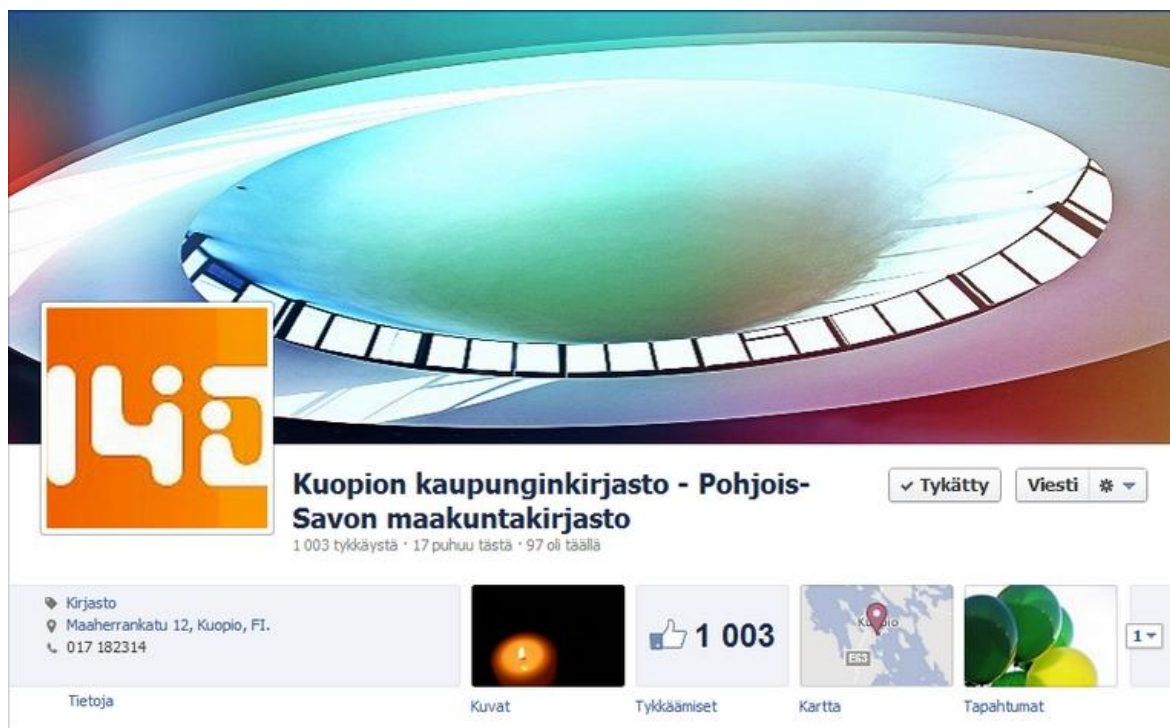 140
Kuopion kaupunginkirjasto - Pohjois-
Savon maakuntakirjasto
Tykätty
Viesti
1 003 tykkäystä · 17 puhuu tästä · 97 oli täällä
Kirjasto
Maaherrankatu 12, Kuopio, FI.
017 182314
Tietoja
1 003
Kuopio
E63
1
Kuvat
Tykkäämiset
Kartta
Tapahtumat